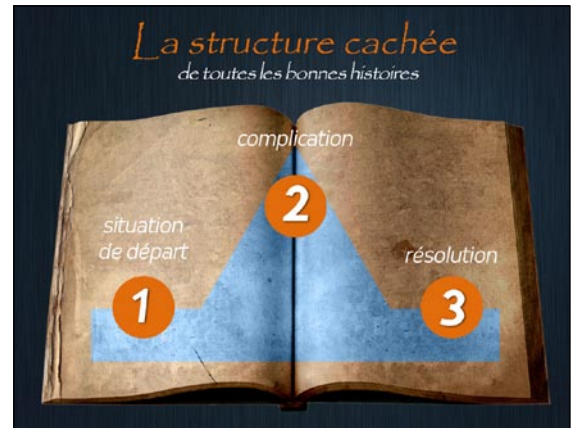 La structure cachée
de toutes les bonnes histoires
complication
2
situation
de départ
1
résolution
3